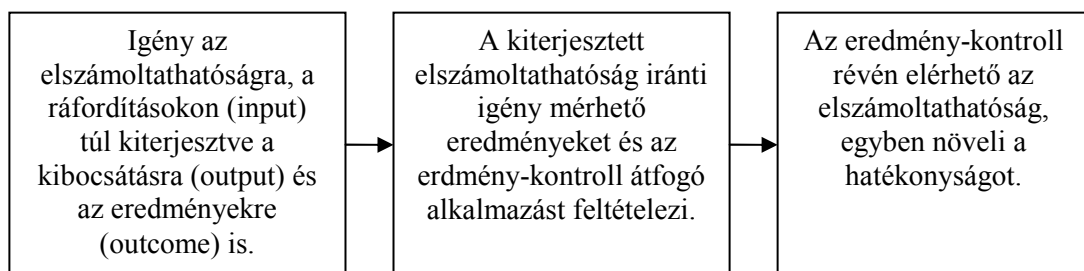 Igény az
elszámoltathatóságra, a
ráfordításokon (input)
túl kiterjesztve a
kibocsátásra (output) és
az eredményekre
(outcome) is.
A kiterjesztett
elszámoltathatóság iránti
igény mérhető
eredményeket és az
erdmény-kontroll átfogó
alkalmazást feltételezi.
Az eredmény-kontroll
révén elérhető az
elszámoltathatóság,
egyben növeli a
hatékonyságot.